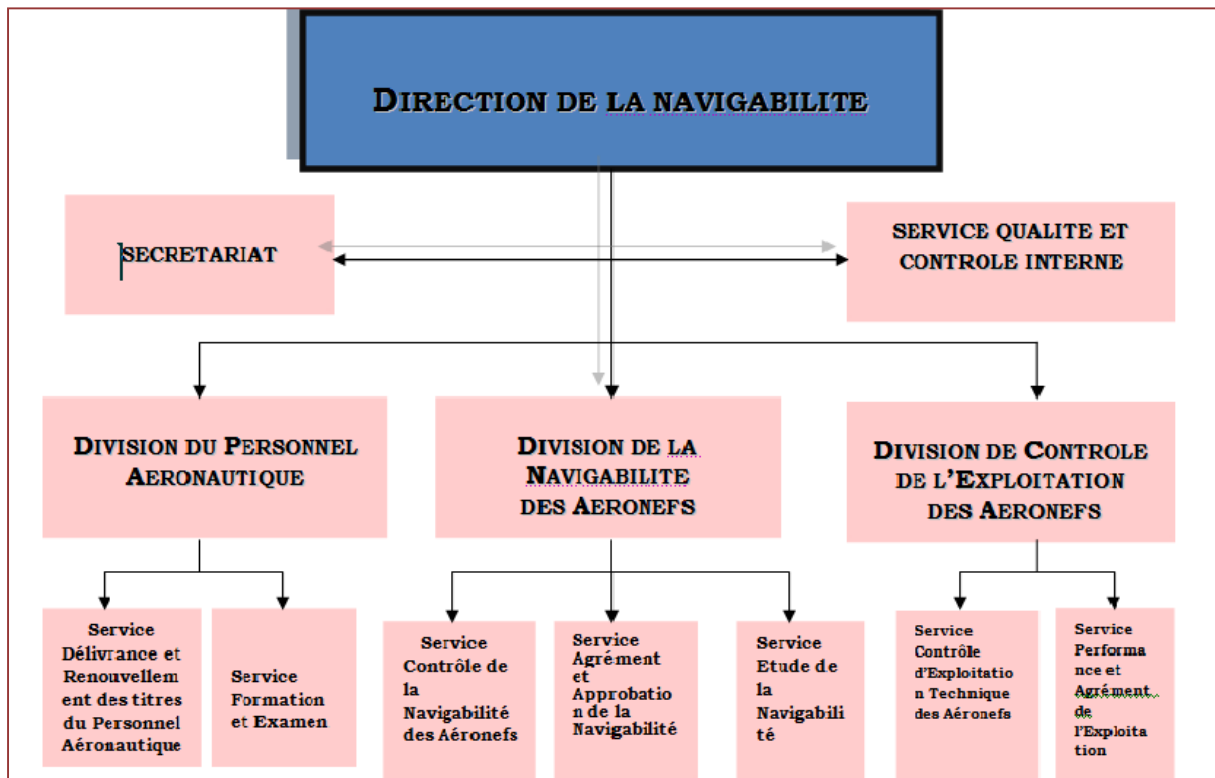 DIRECTION DE LA NAVIGABILITE
SECRETARIAT
SERVICE QUALITE ET
CONTROLE INTERNE
DIVISION DU PERSONNEL
AERONAUTIQUE
DIVISION DE LA
NAVIGABILITE
DES AERONEFS
DIVISION DE CONTROLE
DE L'EXPLOITATION
DES AERONEFS
Service
Délivrance et
Renouvellem
ent des titres
du Personnel
Aéronautique
Service
Formation
et Examen
Service
Contrôle de
la
Navigabilité
des Aéronefs
Service
Agrément
et
Approbatio
n de la
Navigabilité
Service
Etude de
la
Navigabili
té
Service
Contrôle
d'Exploitatio
n Technique
des Aéronefs
Service
Performa
nce et
Agrément
de
l'Exploita
tion